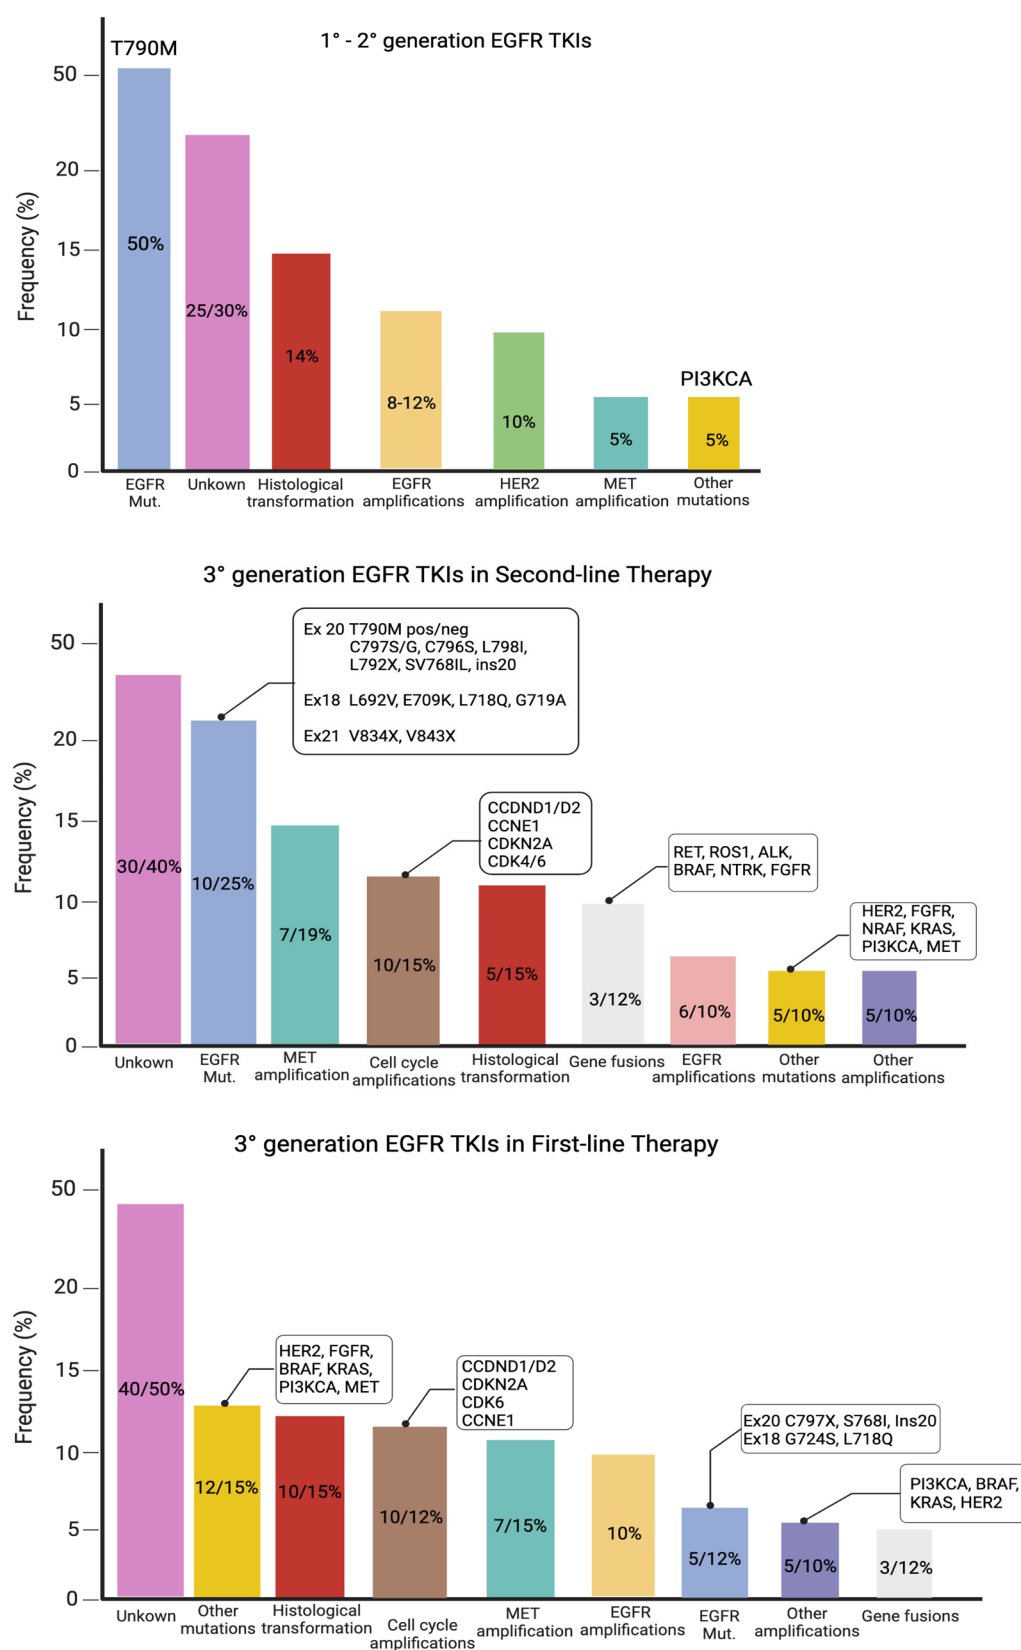 1° - 2° generation EGFR TKIs
T790M
Frequency (%)
50
20
15
10
5
0
50%
25/30%
14%
8-12%
10%
5%
PI3KCA
5%
EGFR
Mut.
Unkown
Histological
transformation
EGFR
amplifications
HER2
amplification
MET
amplification
Other
mutations
3° generation EGFR TKIs in Second-line Therapy
Frequency (%)
50
20
15
10
5
0
Ex 20 T790M pos/neg
C797S/G, C796S, L798I,
L792X, SV768IL, ins20
Ex18 L692V, E709K, L718Q, G719A
Ex21 V834X, V843X
CCDND1/D2
CCNE1
CDKN2A
CDK4/6
RET, ROS1, ALK,
BRAF, NTRK, FGFR
HER2, FGFR,
NRAF, KRAS,
PI3KCA, MET
30/40%
10/25%
7/19%
10/15%
5/15%
3/12%
6/10%
5/10%
5/10%
Unkown
EGFR
Mut.
MET
amplification
Cell cycle
amplifications
Histological
transformation
Gene fusions
EGFR
amplifications
Other
mutations
Other
amplifications
3° generation EGFR TKIs in First-line Therapy
Frequency (%)
50
20
15
10
5
0
HER2, FGFR,
BRAF, KRAS,
PI3KCA, MET
CCDND1/D2
CDKN2A
CDK6
CCNE1
Ex20 C797X, S768I, Ins20
Ex18 G724S, L718Q
PI3KCA, BRAF,
KRAS, HER2
40/50%
12/15%
10/15%
10/12%
7/15%
10%
5/12%
5/10%
3/12%
Unkown
Other
mutations
Histological
transformation
Cell cycle
amplifications
MET
amplification
EGFR
amplifications
EGFR
Mut.
Other
amplifications
Gene fusions